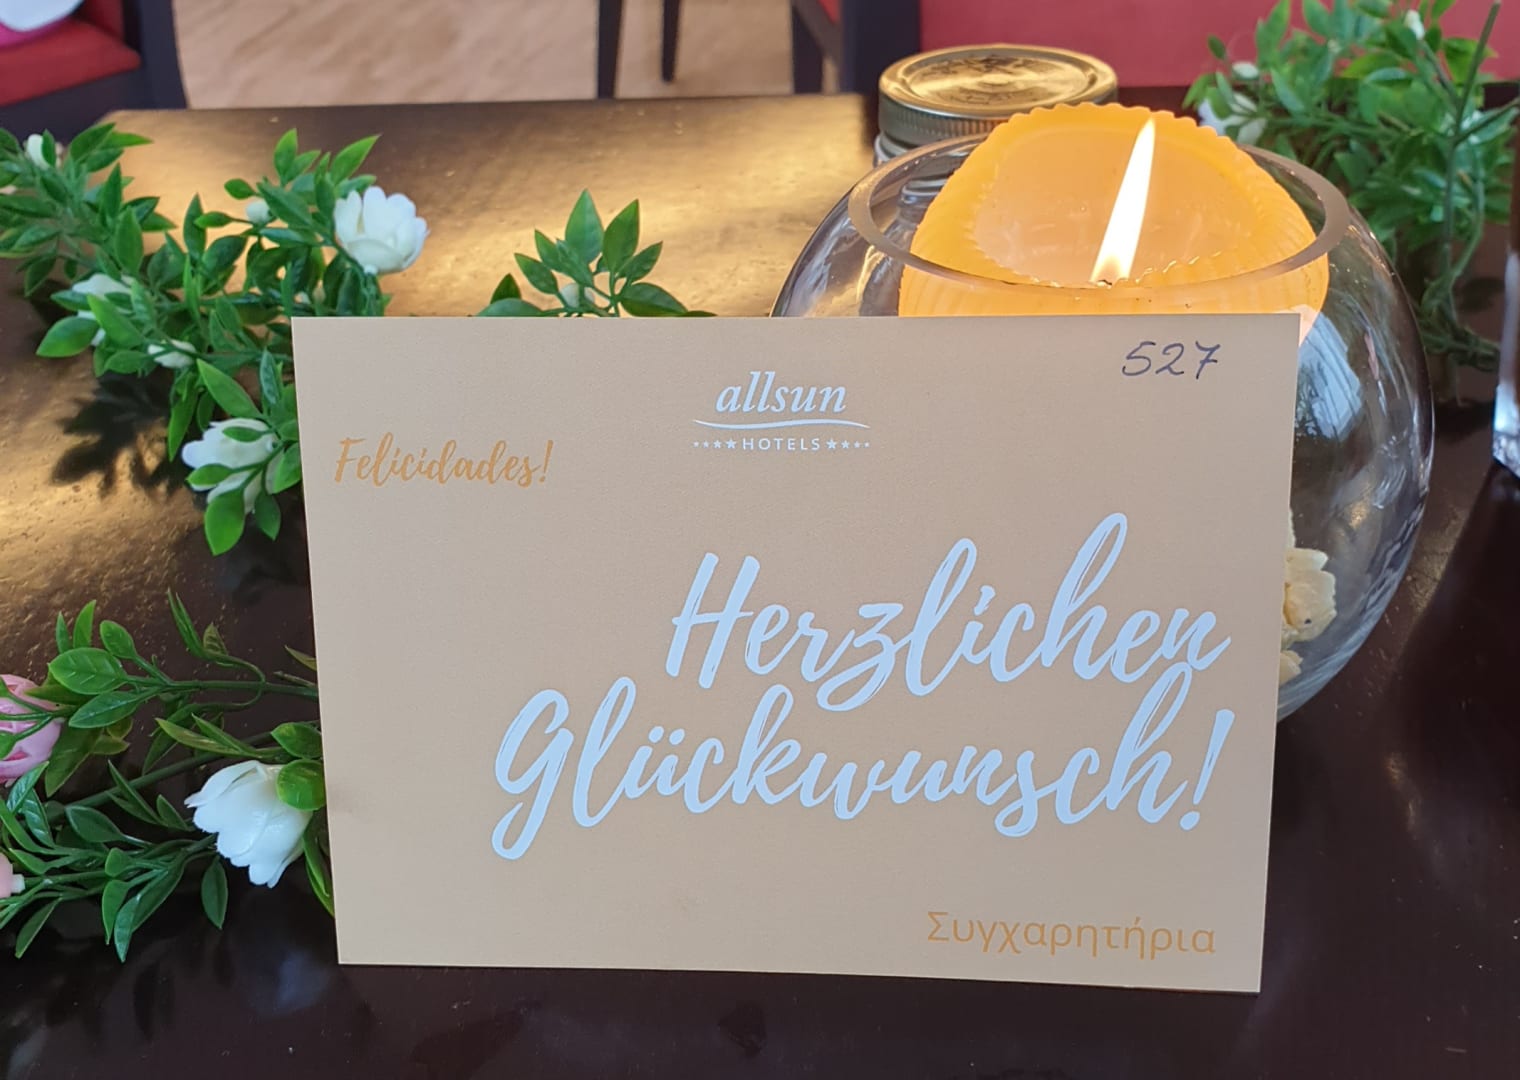 527
allsun
★★★★HOTELS★★★★
Felicidades!
Herzlichen
Glückwunsch!
Συγχαρητήρια